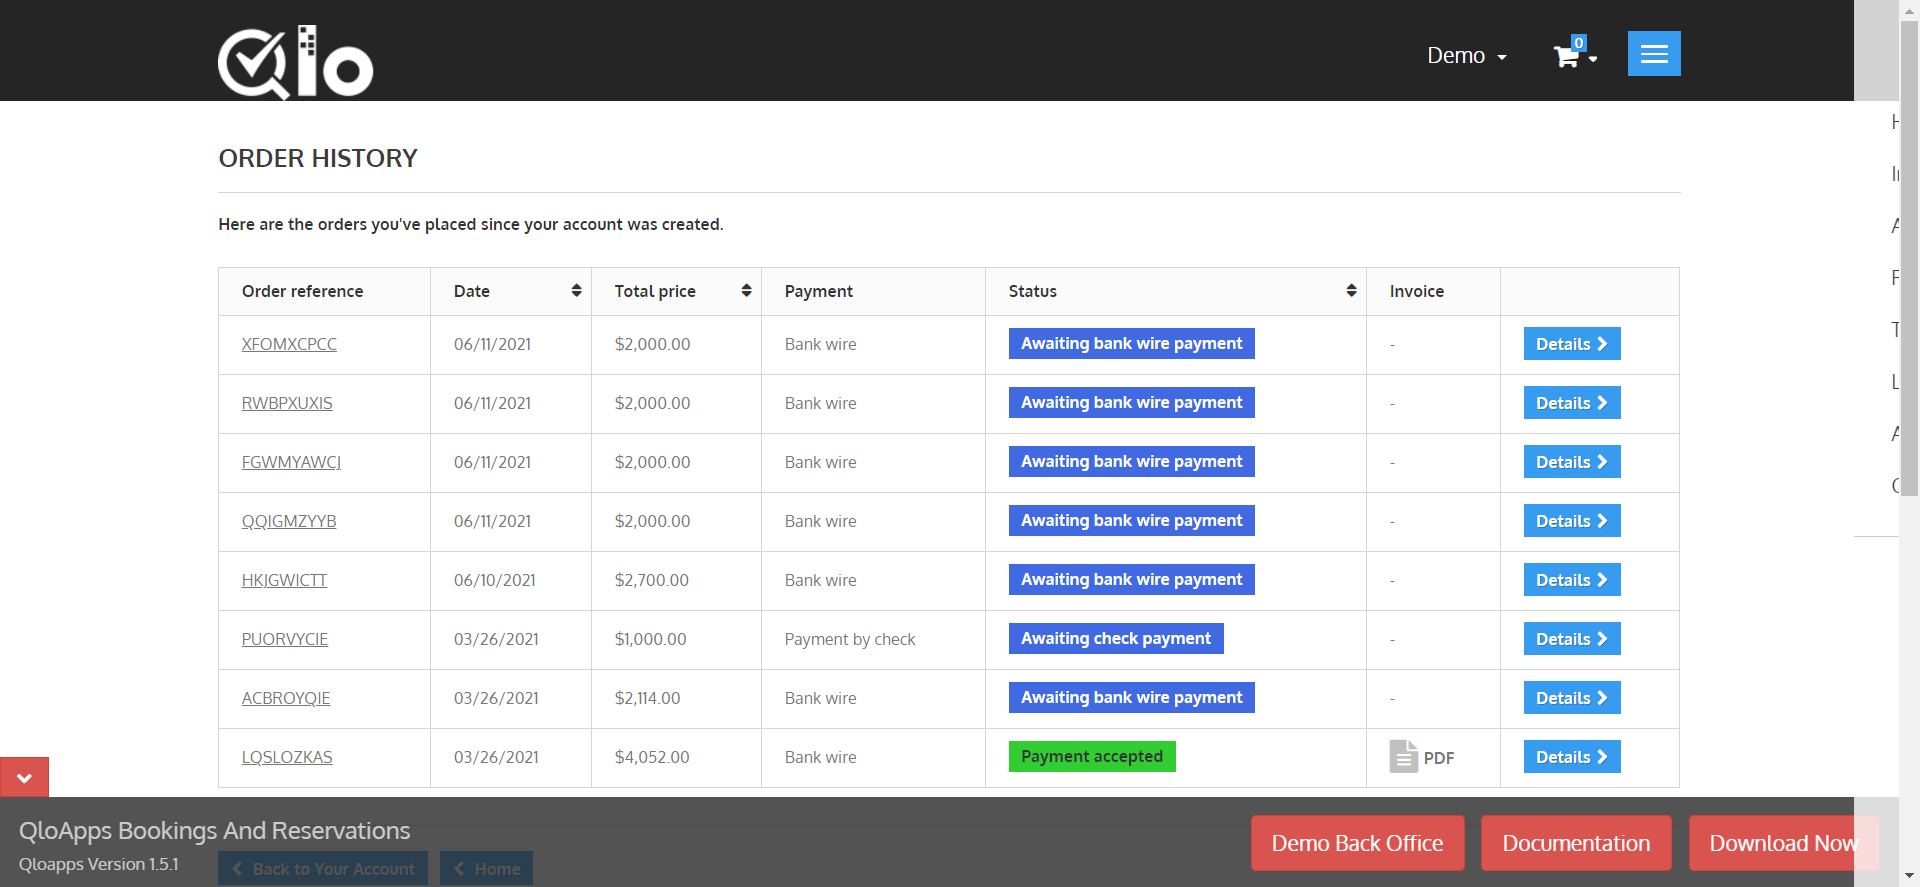 Qlo
Demo
0
ORDER HISTORY
Here are the orders you've placed since your account was created.
Order reference Date Total price Payment Status Invoice
XFOMXCPCC 06/11/2021 $2,000.00 Bank wire Awaiting bank wire payment - Details
RWBPXUXIS 06/11/2021 $2,000.00 Bank wire Awaiting bank wire payment - Details
FGWMYAWCJ 06/11/2021 $2,000.00 Bank wire Awaiting bank wire payment - Details
QQIGMZYYB 06/11/2021 $2,000.00 Bank wire Awaiting bank wire payment - Details
HKJGWICTT 06/10/2021 $2,700.00 Bank wire Awaiting bank wire payment - Details
PUORVYCIE 03/26/2021 $1,000.00 Payment by check Awaiting check payment - Details
ACBROYQIE 03/26/2021 $2,114.00 Bank wire Awaiting bank wire payment - Details
LQSLOZKAS 03/26/2021 $4,052.00 Bank wire Payment accepted PDF Details
QloApps Bookings And Reservations
Qloapps Version 1.5.1
Back to Your Account Home
Demo Back Office Documentation Download Now